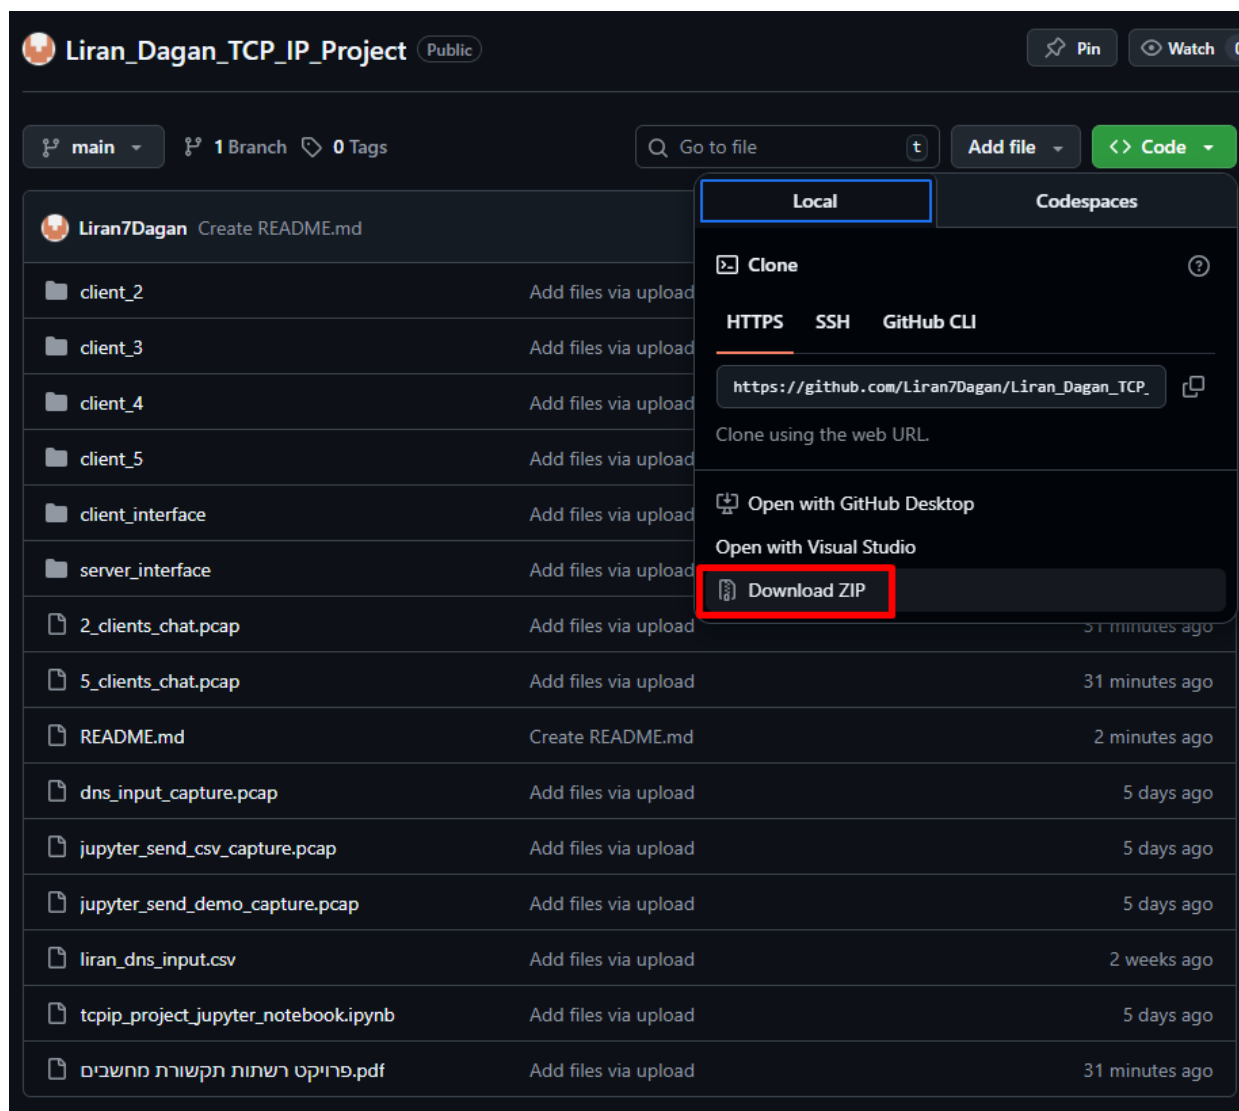 Liran_Dagan_TCP_IP_Project Public Pin Watch
main 1 Branch 0 Tags Go to file t Add file <> Code
Local Codespaces
Liran7Dagan Create README.md
Clone
HTTPS SSH GitHub CLI
https://github.com/Liran7Dagan/Liran_Dagan_TCP_
Clone using the web URL.
Open with GitHub Desktop
Open with Visual Studio
Download ZIP
client_2 Add files via upload
client_3 Add files via upload
client_4 Add files via upload
client_5 Add files via upload
client_interface Add files via upload
server_interface Add files via upload
2_clients_chat.pcap Add files via upload 31 minutes ago
5_clients_chat.pcap Add files via upload 31 minutes ago
README.md Create README.md 2 minutes ago
dns_input_capture.pcap Add files via upload 5 days ago
jupyter_send_csv_capture.pcap Add files via upload 5 days ago
jupyter_send_demo_capture.pcap Add files via upload 5 days ago
liran_dns_input.csv Add files via upload 2 weeks ago
tcpip_project_jupyter_notebook.ipynb Add files via upload 5 days ago
פרויקט רשתות תקשורת מחשבים.pdf Add files via upload 31 minutes ago